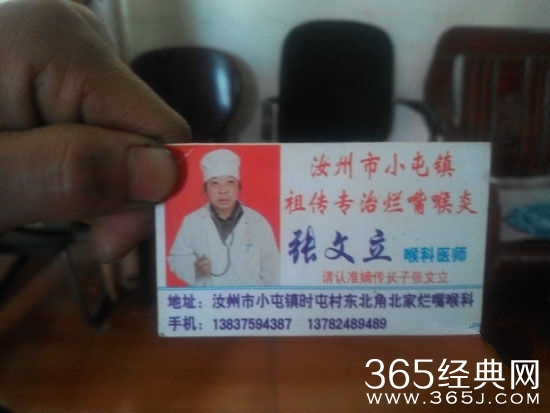 汝州市小屯镇
祖传专治烂嘴喉炎
张文立 喉科医师
请认准嫡传长子张文立
地址：汝州市小屯镇时屯村东北角北家烂嘴喉科
手机：13837594387 13782489489
365经典网
WWW.365J.COM